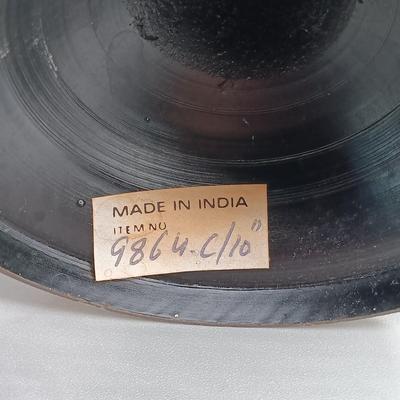 MADE IN INDIA
ITEM NO
9864-C/10"